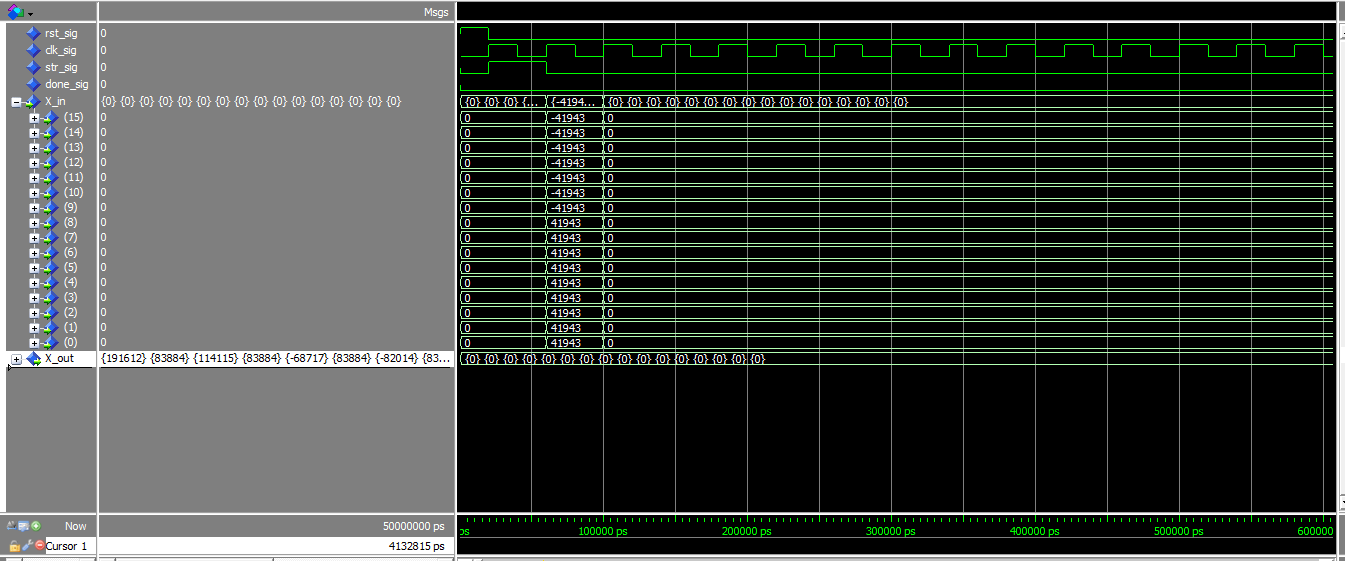 Msgs
rst_sig 0
clk_sig 0
str_sig 0
done_sig 0
X_in {0} {0} {0} {0} {0} {0} {0} {0} {0} {0} {0} {0} {0} {0} {0} {0} {0} {0} {0} {... {-4194... {0} {0} {0} {0} {0} {0} {0} {0} {0} {0} {0} {0} {0} {0} {0} {0}
(15) 0 0 -41943 0
(14) 0 0 -41943 0
(13) 0 0 -41943 0
(12) 0 0 -41943 0
(11) 0 0 -41943 0
(10) 0 0 -41943 0
(9) 0 0 -41943 0
(8) 0 0 41943 0
(7) 0 0 41943 0
(6) 0 0 41943 0
(5) 0 0 41943 0
(4) 0 0 41943 0
(3) 0 0 41943 0
(2) 0 0 41943 0
(1) 0 0 41943 0
(0) 0 0 41943 0
X_out {191612} {83884} {114115} {83884} {-68717} {83884} {-82014} {83... {0} {0} {0} {0} {0} {0} {0} {0} {0} {0} {0} {0} {0} {0} {0} {0}
Now 50000000 ps ps 100000 ps 200000 ps 300000 ps 400000 ps 500000 ps 600000
Cursor 1 4132815 ps